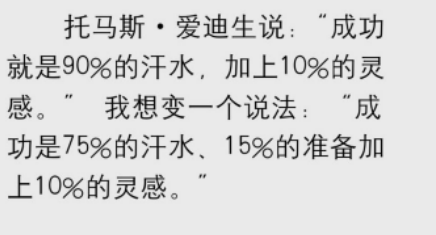 托马斯·爱迪生说：“成功
就是90%的汗水，加上10%的灵
感。” 我想变一个说法：“成
功是75%的汗水、15%的准备加
上10%的灵感。”